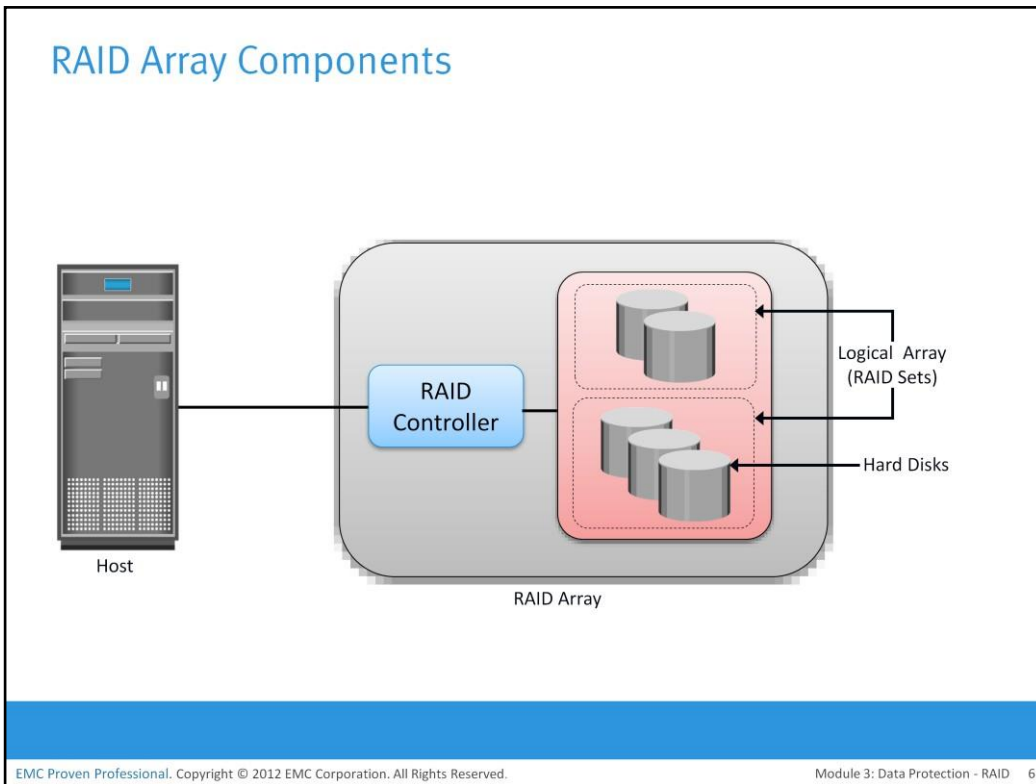 RAID Array Components
RAID
Controller
Logical Array
(RAID Sets)
Hard Disks
Host
RAID Array
EMC Proven Professional. Copyright © 2012 EMC Corporation. All Rights Reserved.
Module 3: Data Protection - RAID 6